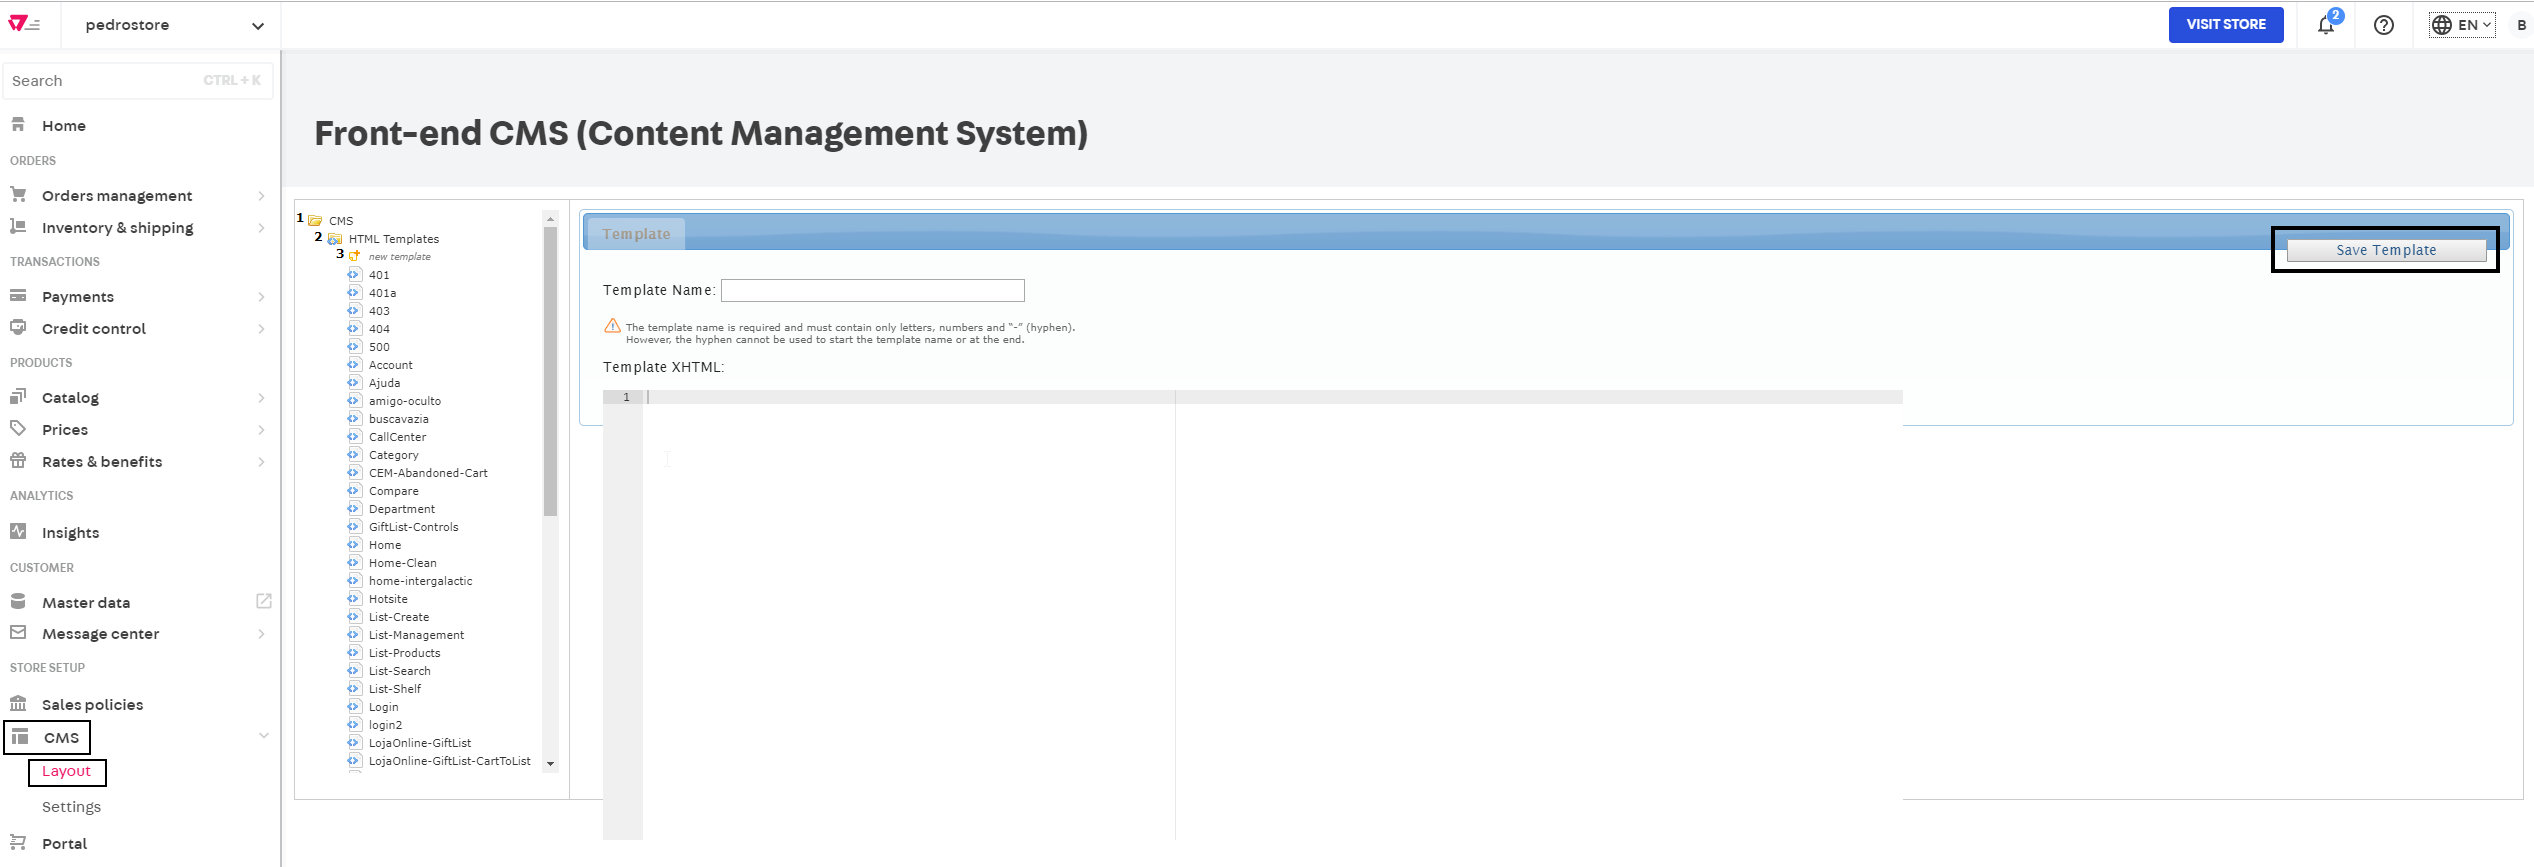 pedrostore
VISIT STORE
2
EN
B
Search CTRL + K
Home
ORDERS
Orders management
Inventory & shipping
TRANSACTIONS
Payments
Credit control
PRODUCTS
Catalog
Prices
Rates & benefits
ANALYTICS
Insights
CUSTOMER
Master data
Message center
STORE SETUP
Sales policies
CMS
Layout
Settings
Portal
Front-end CMS (Content Management System)
1 CMS
2 HTML Templates
3 new template
401
401a
403
404
500
Account
Ajuda
amigo-oculto
buscavazia
CallCenter
Category
CEM-Abandoned-Cart
Compare
Department
GiftList-Controls
Home
Home-Clean
home-intergalactic
Hotsite
List-Create
List-Management
List-Products
List-Search
List-Shelf
Login
login2
LojaOnline-GiftList
LojaOnline-GiftList-CartToList
Template
Save Template
Template Name:
The template name is required and must contain only letters, numbers and “-” (hyphen).
However, the hyphen cannot be used to start the template name or at the end.
Template XHTML:
1